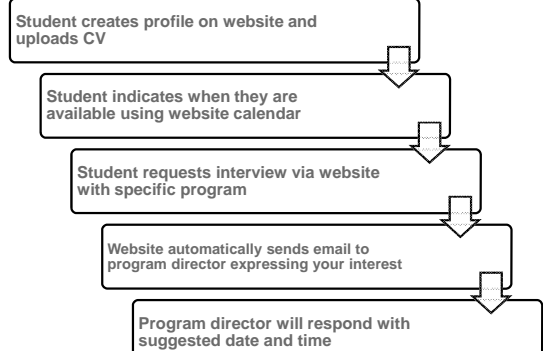 Student creates profile on website and
uploads CV
Student indicates when they are
available using website calendar
Student requests interview via website
with specific program
Website automatically sends email to
program director expressing your interest
Program director will respond with
suggested date and time